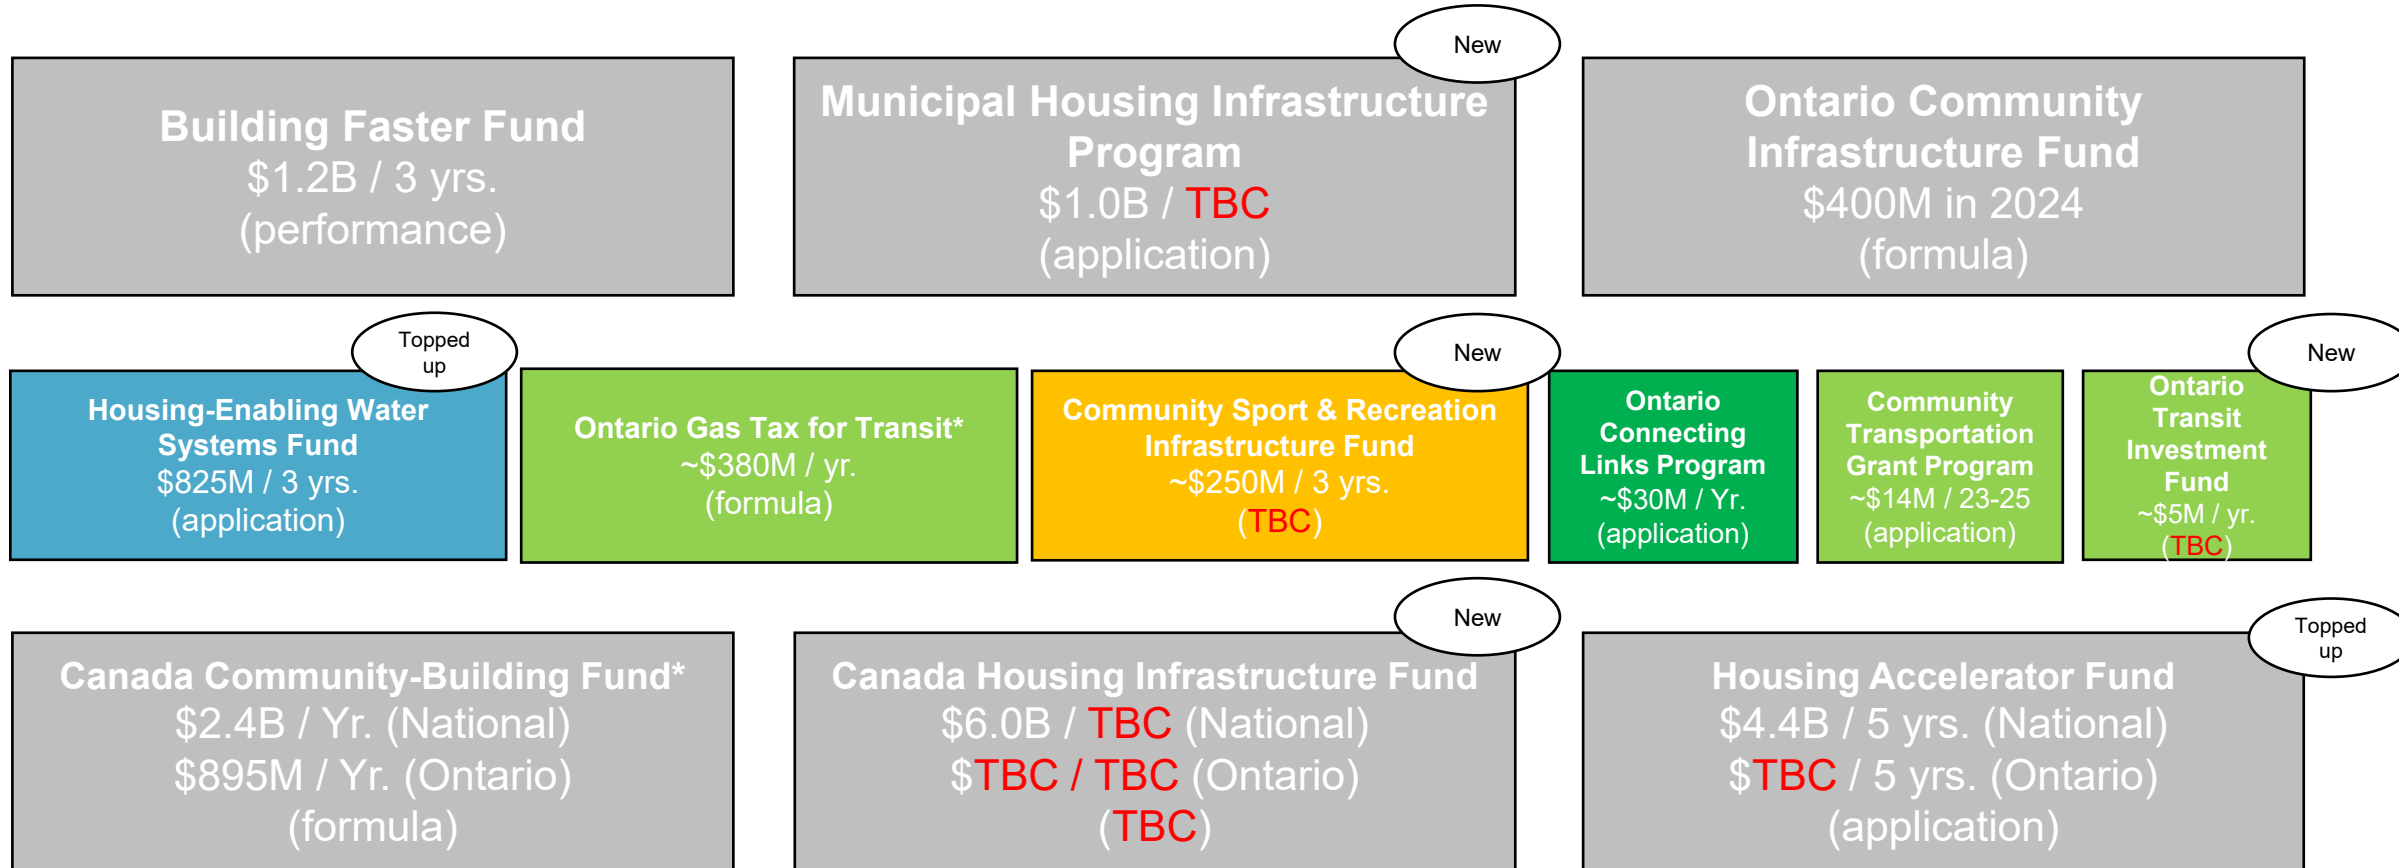 New
Building Faster Fund
$1.2B / 3 yrs.
(performance)
Municipal Housing Infrastructure
Program
$1.0B / TBC
(application)
Ontario Community
Infrastructure Fund
$400M in 2024
(formula)
Topped
up
Housing-Enabling Water
Systems Fund
$825M / 3 yrs.
(application)
Ontario Gas Tax for Transit*
~$380M / yr.
(formula)
New
Community Sport & Recreation
Infrastructure Fund
~$250M / 3 yrs.
(TBC)
Ontario
Connecting
Links Program
~$30M / Yr.
(application)
Community
Transportation
Grant Program
~$14M / 23-25
(application)
New
Ontario
Transit
Investment
Fund
~$5M / yr.
(TBC)
Canada Community-Building Fund*
$2.4B / Yr. (National)
$895M / Yr. (Ontario)
(formula)
New
Canada Housing Infrastructure Fund
$6.0B / TBC (National)
$TBC / TBC (Ontario)
(TBC)
Topped
up
Housing Accelerator Fund
$4.4B / 5 yrs. (National)
$TBC / 5 yrs. (Ontario)
(application)